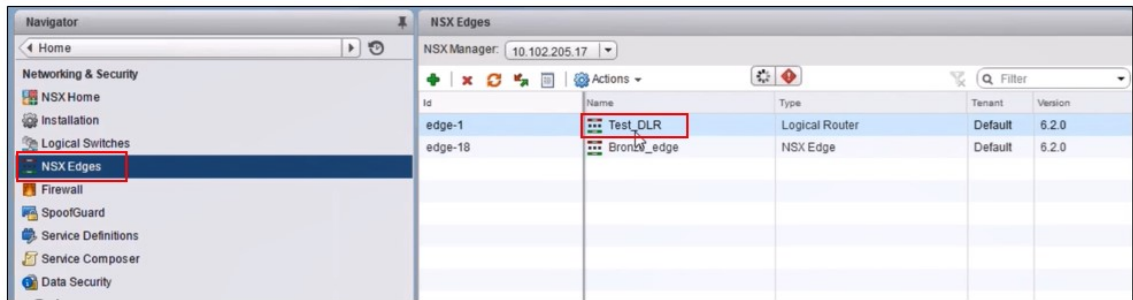 Navigator
Home
Networking & Security
NSX Home
Installation
Logical Switches
NSX Edges
Firewall
SpoofGuard
Service Definitions
Service Composer
Data Security
NSX Edges
NSX Manager: 10.102.205.17
Actions
Filter
Id Name Type Tenant Version
edge-1 Test_DLR Logical Router Default 6.2.0
edge-18 NSX Edge Default 6.2.0